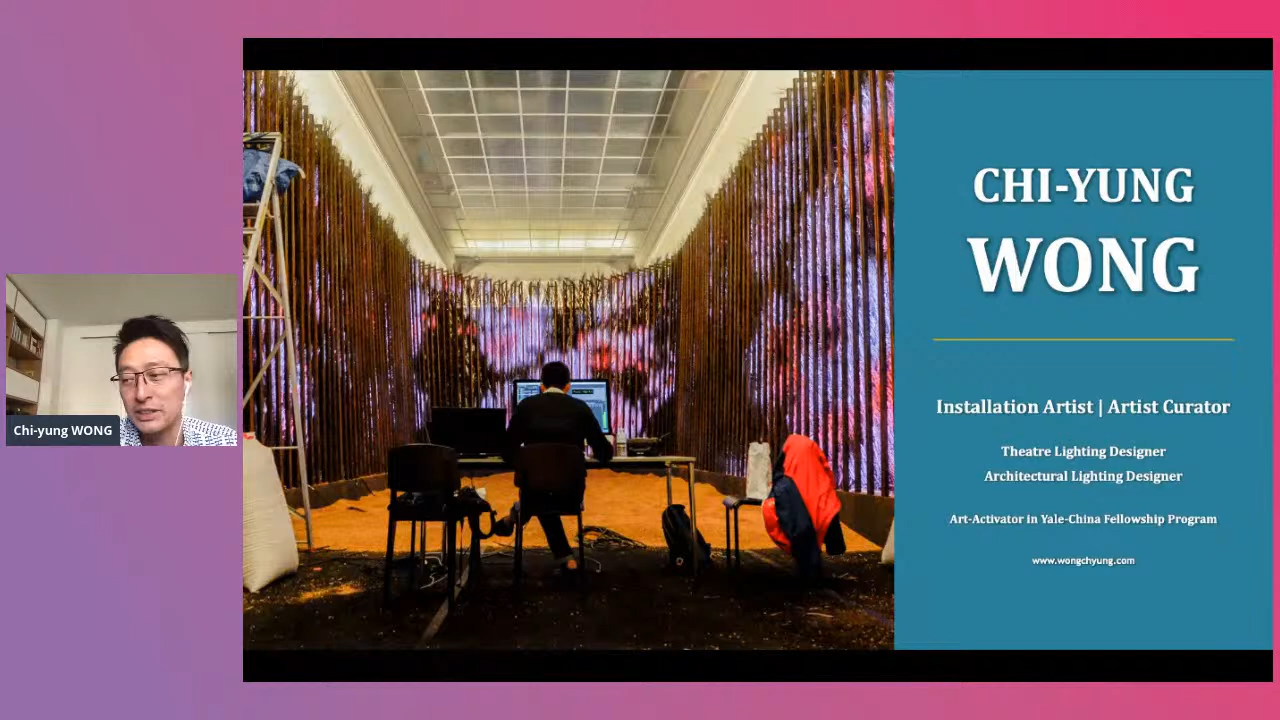 Chi-yung WONG
CHI-YUNG
WONG
Installation Artist | Artist Curator
Theatre Lighting Designer
Architectural Lighting Designer
Art-Activator in Yale-China Fellowship Program
www.wongchyung.com